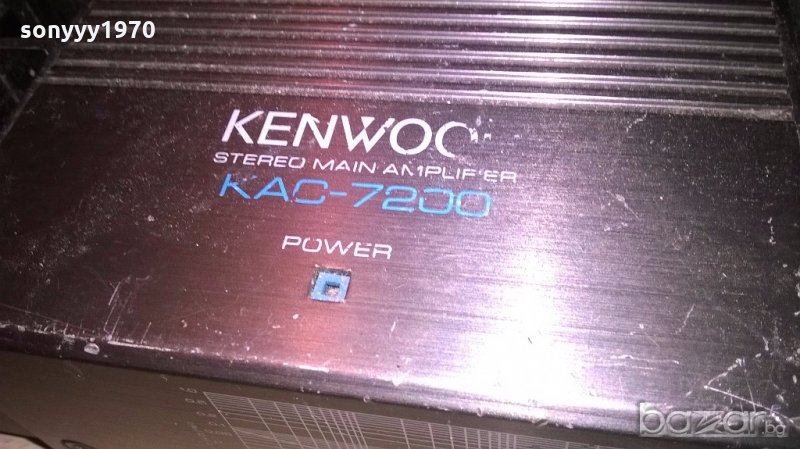 sonyyy1970
KENWOO
STEREO MAIN AMPLIFIER
KAC-7200
POWER
bazar.bg